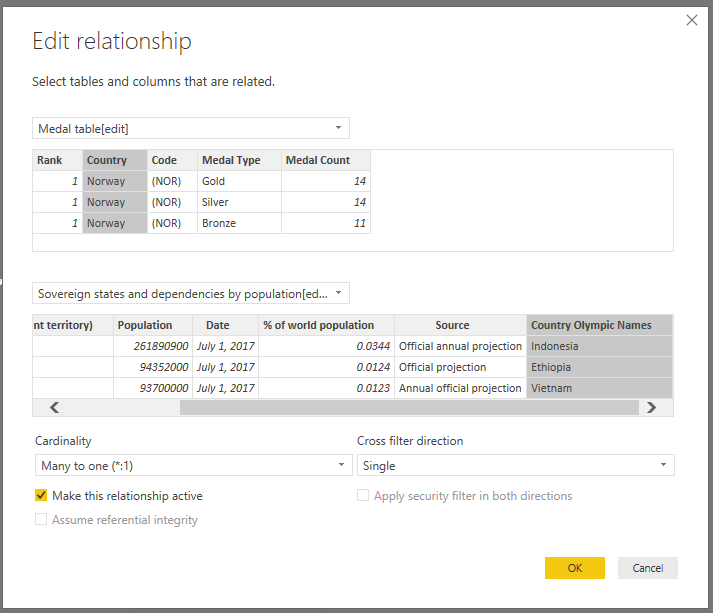 Edit relationship
Select tables and columns that are related.
Medal table[edit]
Rank Country Code Medal Type Medal Count
1 Norway (NOR) Gold 14
1 Norway (NOR) Silver 14
1 Norway (NOR) Bronze 11
Sovereign states and dependencies by population[ed...
nt territory) Population Date % of world population Source Country Olympic Names
261890900 July 1, 2017 0.0344 Official annual projection Indonesia
94352000 July 1, 2017 0.0124 Official projection Ethiopia
93700000 July 1, 2017 0.0123 Annual official projection Vietnam
Cardinality Cross filter direction
Many to one (*:1) Single
Make this relationship active Apply security filter in both directions
Assume referential integrity
OK Cancel